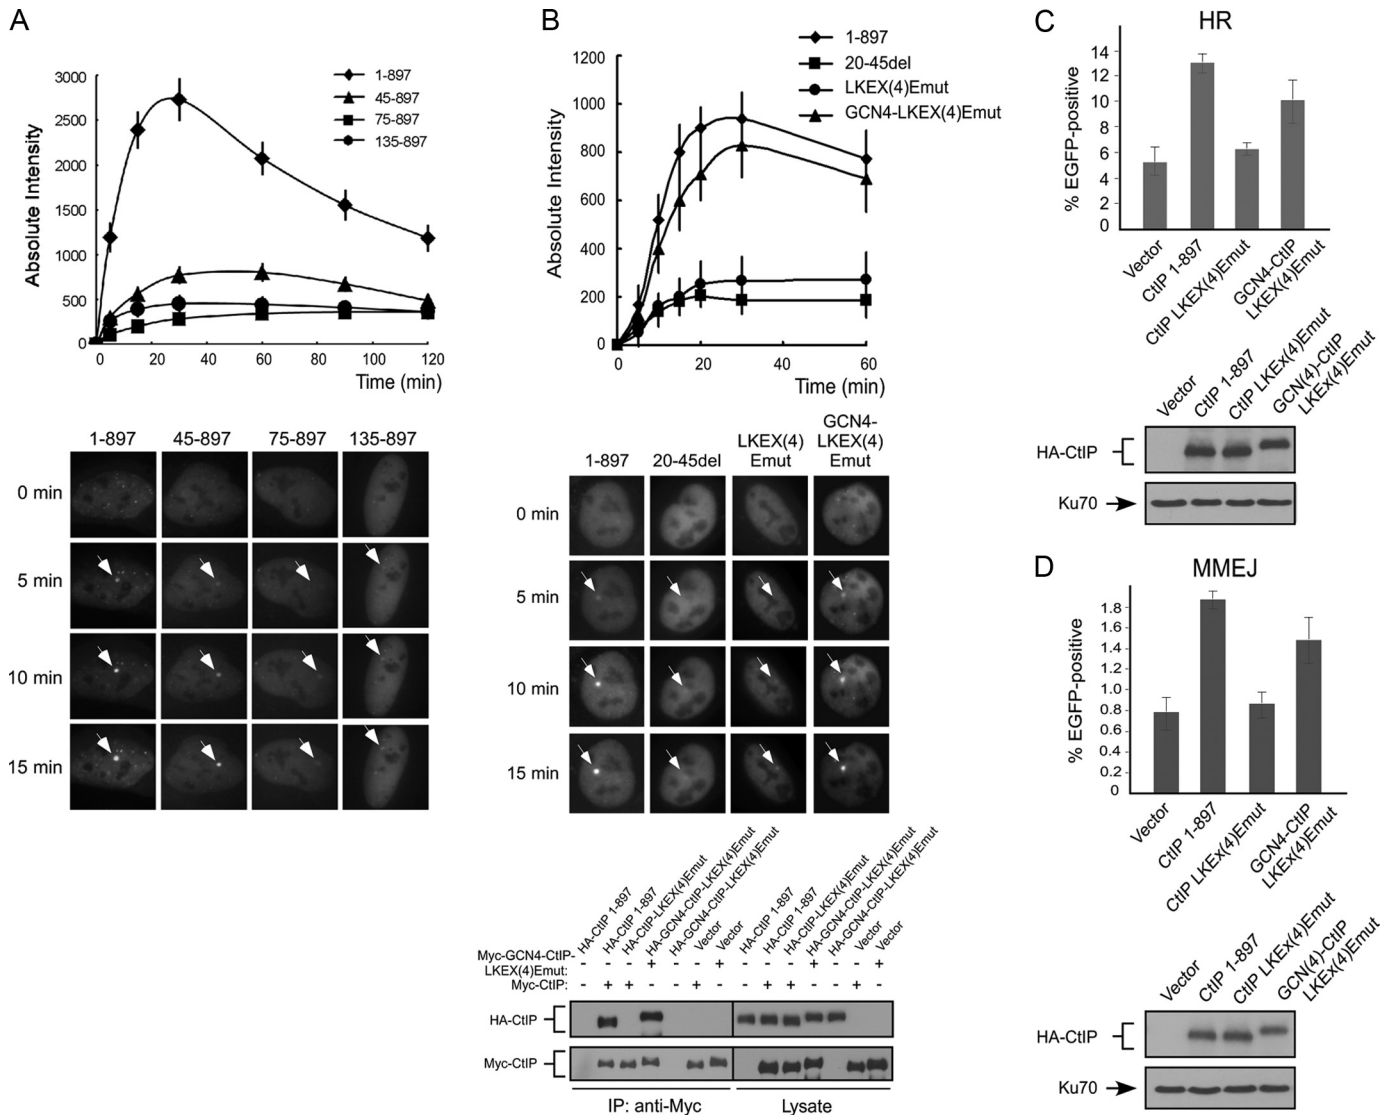 A
3000
2500
2000
1500
1000
500
0
Absolute Intensity
0 20 40 60 80 100 120
Time (min)
1-897
45-897
75-897
135-897
1-897 45-897 75-897 135-897
0 min
5 min
10 min
15 min
B
1200
1000
800
600
400
200
0
Absolute Intensity
0 20 40 60
Time (min)
1-897
20-45del
LKEX(4)Emut
GCN4-LKEX(4)Emut
1-897
20-45del
LKEX(4)
Emut
GCN4-
LKEX(4)
Emut
0 min
5 min
10 min
15 min
HA-CtIP 1-897
HA-CtIP 1-897
HA-CtIP-LKEX(4)Emut
HA-GCN4-CtIP-LKEX(4)Emut
HA-GCN4-CtIP-LKEX(4)Emut
Vector
Vector
HA-CtIP 1-897
HA-CtIP 1-897
HA-CtIP-LKEX(4)Emut
HA-GCN4-CtIP-LKEX(4)Emut
HA-GCN4-CtIP-LKEX(4)Emut
Vector
Vector
Myc-GCN4-CtIP-
LKEX(4)Emut: - - - + - - + - - - + - - +
Myc-CtIP: - + + - - + - - + + - - + -
HA-CtIP
Myc-CtIP
IP: anti-Myc Lysate
C
HR
14
12
10
8
6
4
2
0
% EGFP-positive
Vector
CtIP 1-897
CtIP LKEX(4)Emut
GCN4-CtIP
LKEX(4)Emut
Vector
CtIP 1-897
CtIP LKEx(4)Emut
GCN(4)-CtIP
LKEx(4)Emut
HA-CtIP
Ku70
D
MMEJ
1.8
1.6
1.4
1.2
1.0
0.8
0.6
0.4
0.2
% EGFP-positive
Vector
CtIP 1-897
CtIP LKEx(4)Emut
GCN4-CtIP
LKEx(4)Emut
Vector
CtIP 1-897
CtIP LKEx(4)Emut
GCN(4)-CtIP
LKEx(4)Emut
HA-CtIP
Ku70